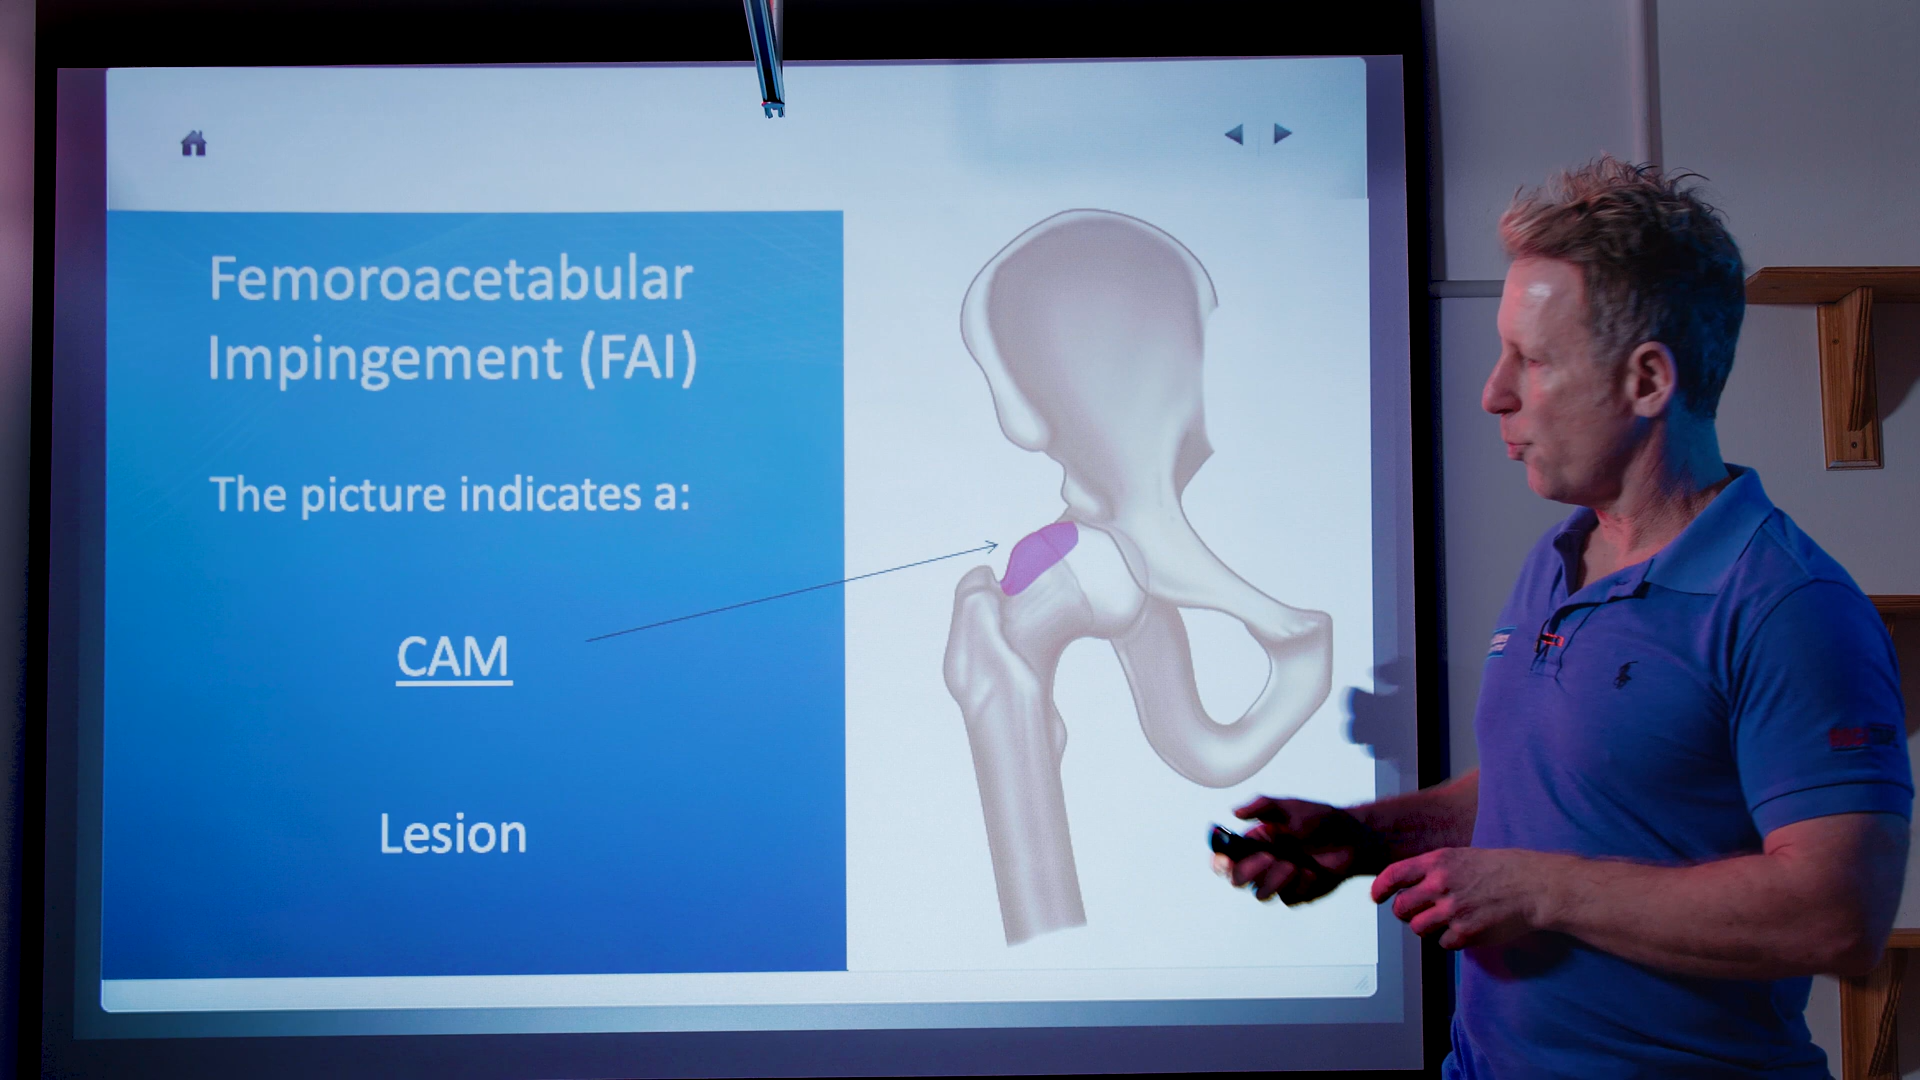 Femoroacetabular
Impingement (FAI)
The picture indicates a:
CAM
Lesion